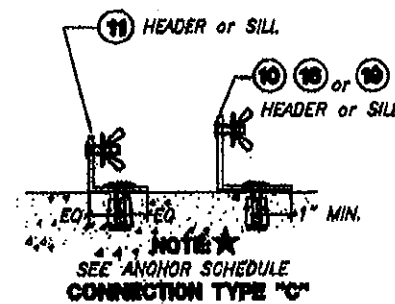 11 HEADER or SILL
10 16 or 19
HEADER or SILL
EQ EQ
1" MIN.
NOTE: ★
SEE ANCHOR SCHEDULE
CONNECTION TYPE "C"